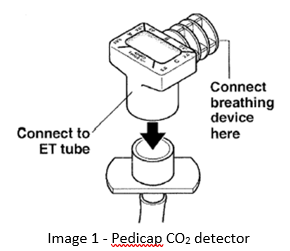 Connect
breathing
device
here
Connect to
ET tube
Image 1 - Pedicap CO₂ detector